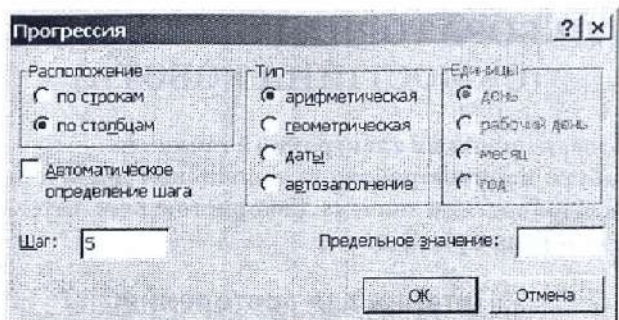 Прогрессия
Расположение
по строкам
по столбцам
Автоматическое определение шага
Тип
арифметическая
геометрическая
даты
автозаполнение
Единицы
день
рабочий день
месяц
год
Шаг: 5
Предельное значение:
ОК
Отмена